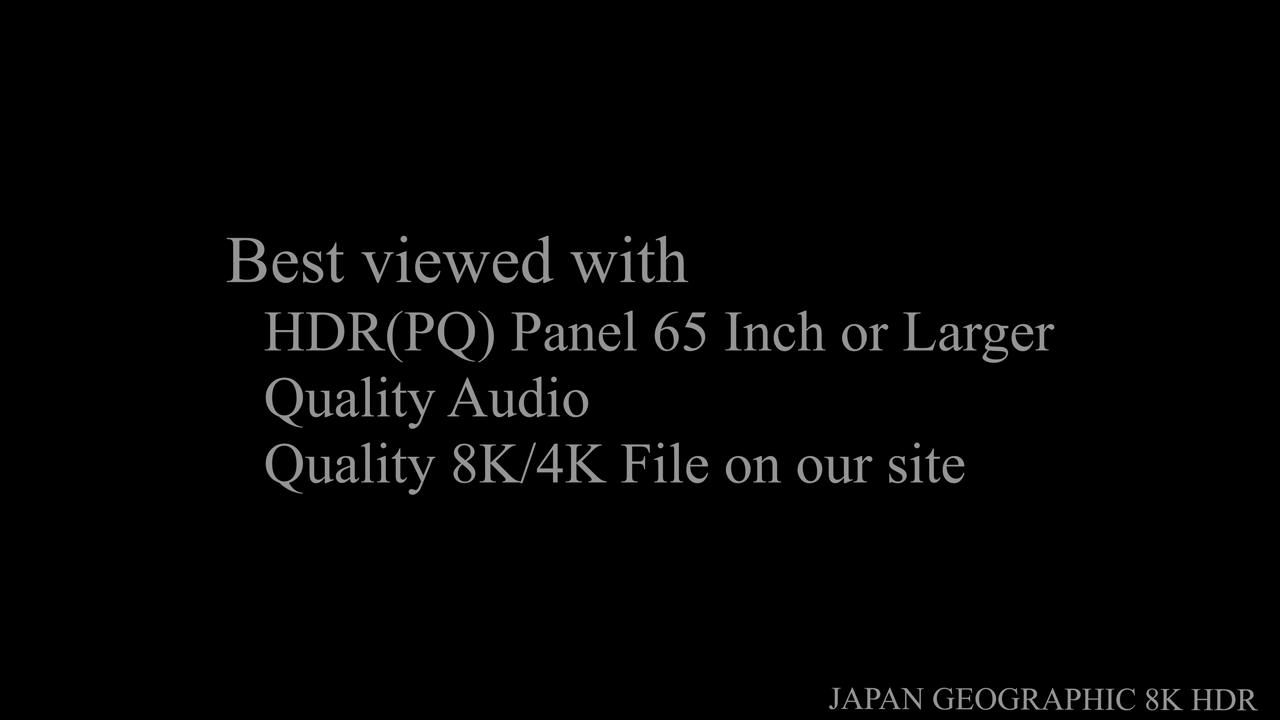 Best viewed with
HDR(PQ) Panel 65 Inch or Larger
Quality Audio
Quality 8K/4K File on our site
JAPAN GEOGRAPHIC 8K HDR